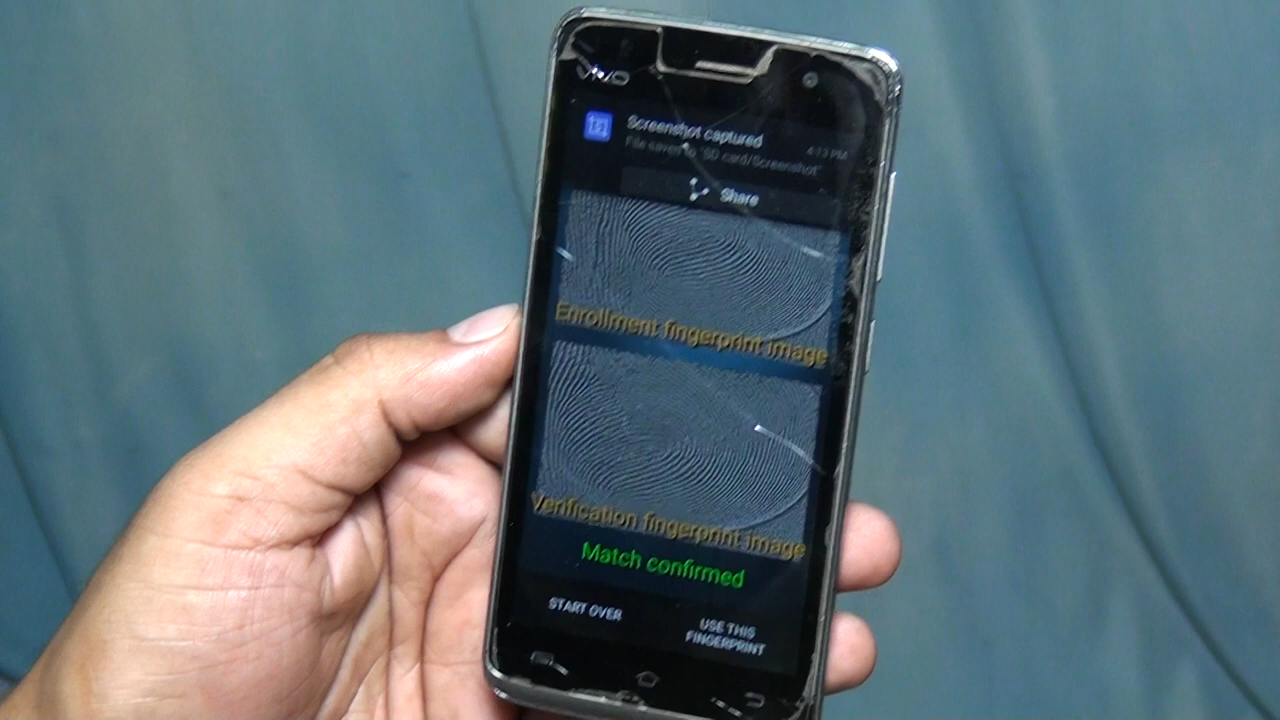 vivo
Screenshot captured
4:13 PM
File saved to "SD card/Screenshot"
Share
Enrollment fingerprint image
Verification fingerprint image
Match confirmed
START OVER
USE THIS
FINGERPRINT